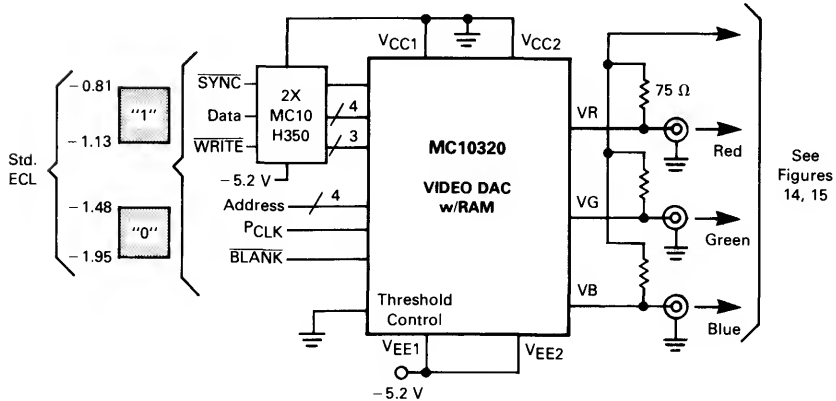 Std.
ECL
− 0.81
− 1.13
− 1.48
− 1.95
"1"
"0"
SYNC
Data
WRITE
2X
MC10
H350
− 5.2 V
4
3
Address
4
PCLK
BLANK
VCC1
VCC2
MC10320
VIDEO DAC
w/RAM
Threshold
Control
VEE1
VEE2
− 5.2 V
VR
VG
VB
75 Ω
Red
Green
Blue
See
Figures
14, 15